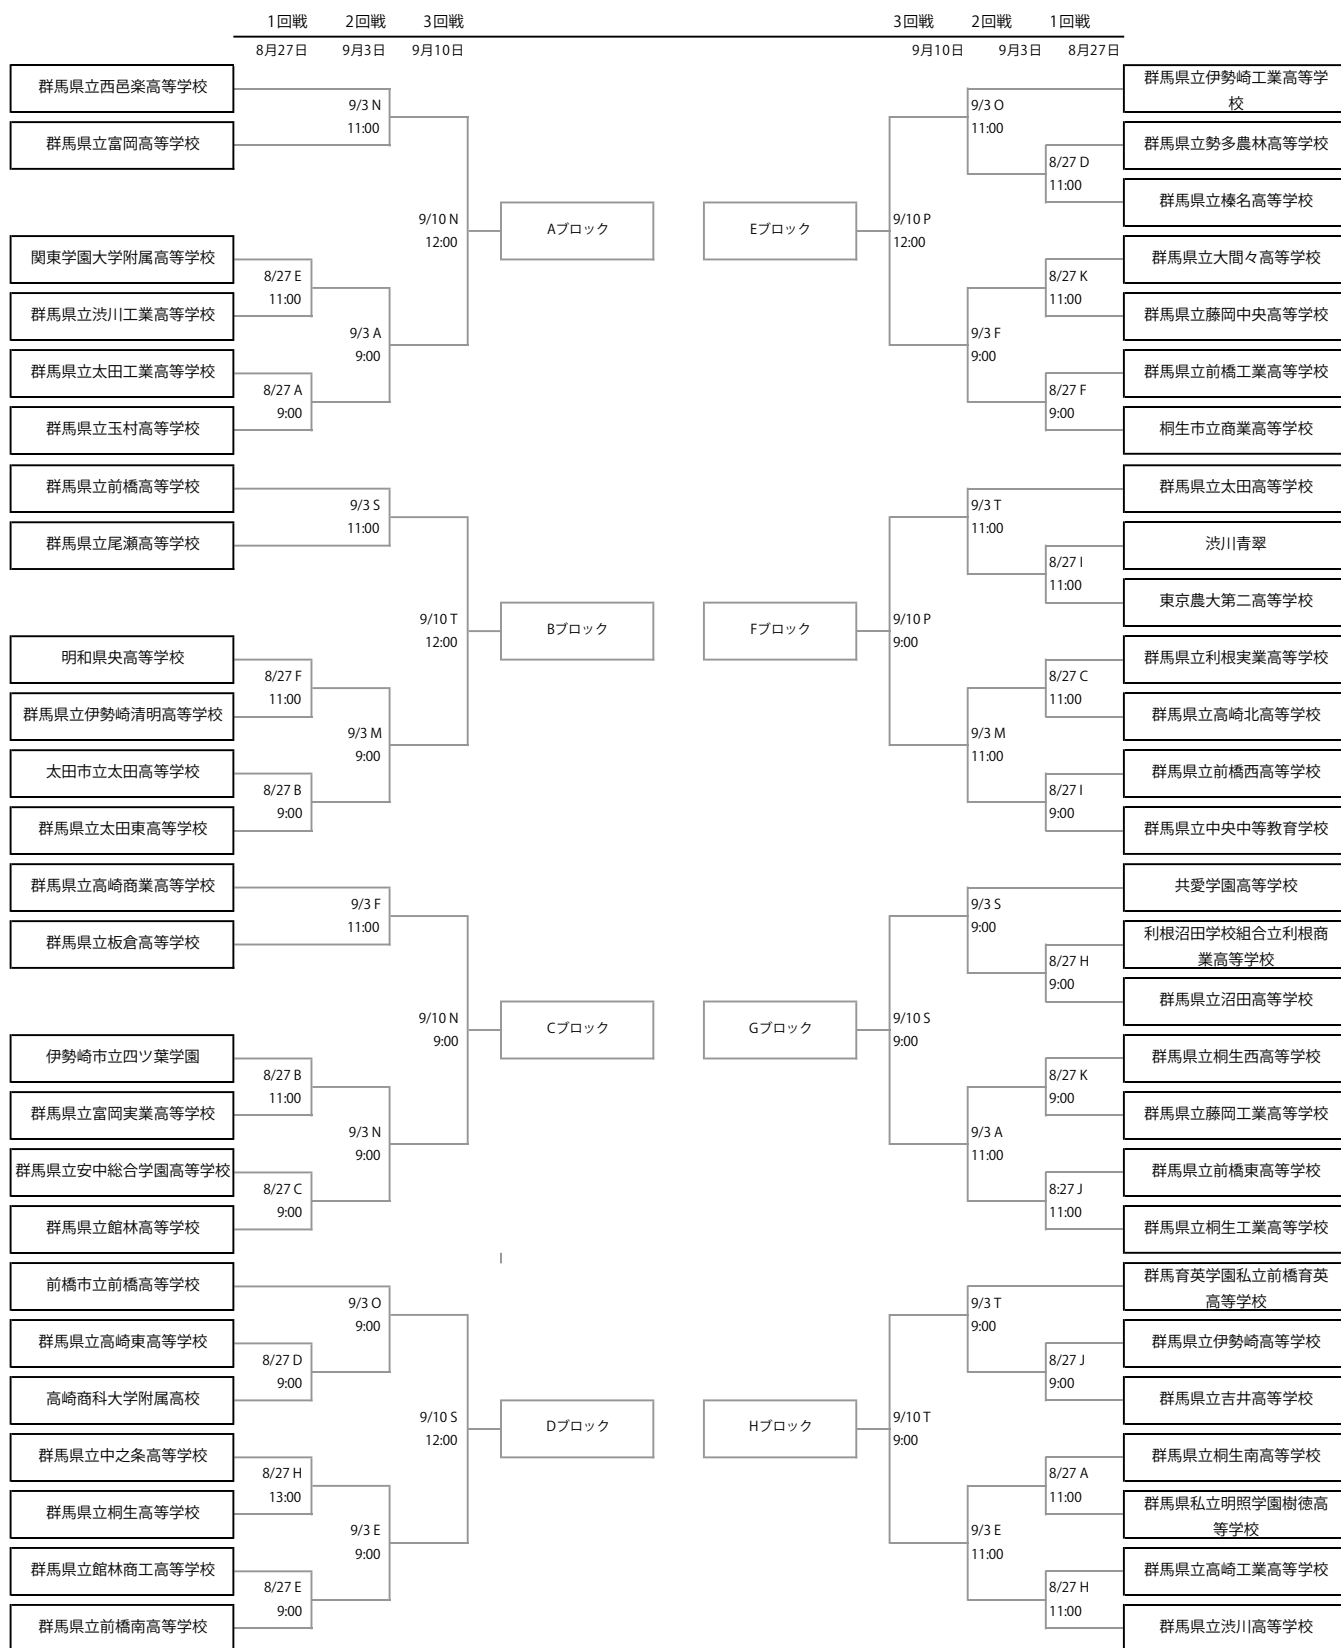 1回戦 2回戦 3回戦
8月27日 9月3日 9月10日
群馬県立西邑楽高等学校
9/3 N
11:00
群馬県立富岡高等学校
9/10 N
12:00
Aブロック
関東学園大学附属高等学校
8/27 E
11:00
群馬県立渋川工業高等学校
9/3 A
9:00
群馬県立太田工業高等学校
8/27 A
9:00
群馬県立玉村高等学校
群馬県立前橋高等学校
9/3 S
11:00
群馬県立尾瀬高等学校
9/10 T
12:00
Bブロック
明和県央高等学校
8/27 F
11:00
群馬県立伊勢崎清明高等学校
9/3 M
9:00
太田市立太田高等学校
8/27 B
9:00
群馬県立太田東高等学校
群馬県立高崎商業高等学校
9/3 F
11:00
群馬県立板倉高等学校
9/10 N
9:00
Cブロック
伊勢崎市立四ツ葉学園
8/27 B
11:00
群馬県立富岡実業高等学校
9/3 N
9:00
群馬県立安中総合学園高等学校
8/27 C
9:00
群馬県立館林高等学校
前橋市立前橋高等学校
9/3 O
9:00
群馬県立高崎東高等学校
8/27 D
9:00
高崎商科大学附属高校
9/10 S
12:00
Dブロック
群馬県立中之条高等学校
8/27 H
13:00
群馬県立桐生高等学校
9/3 E
9:00
群馬県立館林商工高等学校
8/27 E
9:00
群馬県立前橋南高等学校
3回戦 2回戦 1回戦
9月10日 9月3日 8月27日
群馬県立伊勢崎工業高等学
校
9/3 O
11:00
群馬県立勢多農林高等学校
8/27 D
11:00
群馬県立榛名高等学校
Eブロック
9/10 P
12:00
群馬県立大間々高等学校
8/27 K
11:00
群馬県立藤岡中央高等学校
9/3 F
9:00
群馬県立前橋工業高等学校
8/27 F
9:00
桐生市立商業高等学校
群馬県立太田高等学校
9/3 T
11:00
渋川青翠
8/27 I
11:00
東京農大第二高等学校
Fブロック
9/10 P
9:00
群馬県立利根実業高等学校
8/27 C
11:00
群馬県立高崎北高等学校
9/3 M
11:00
群馬県立前橋西高等学校
8/27 I
9:00
群馬県立中央中等教育学校
共愛学園高等学校
9/3 S
9:00
利根沼田学校組合立利根商
業高等学校
8/27 H
9:00
群馬県立沼田高等学校
Gブロック
9/10 S
9:00
群馬県立桐生西高等学校
8/27 K
9:00
群馬県立藤岡工業高等学校
9/3 A
11:00
群馬県立前橋東高等学校
8:27 J
11:00
群馬県立桐生工業高等学校
群馬育英学園私立前橋育英
高等学校
9/3 T
9:00
群馬県立伊勢崎高等学校
8/27 J
9:00
群馬県立吉井高等学校
Hブロック
9/10 T
9:00
群馬県立桐生南高等学校
8/27 A
11:00
群馬県私立明照学園樹徳高
等学校
9/3 E
11:00
群馬県立高崎工業高等学校
8/27 H
11:00
群馬県立渋川高等学校